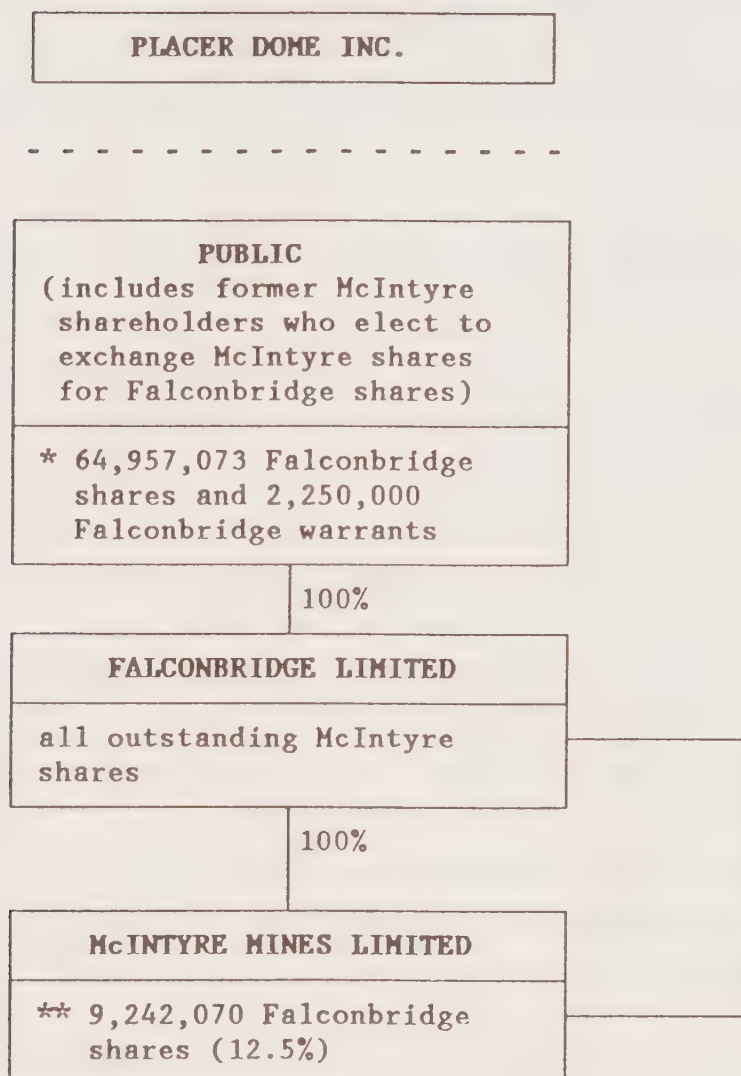 PLACER DOME INC.
PUBLIC
(includes former McIntyre
shareholders who elect to
exchange McIntyre shares
for Falconbridge shares)
* 64,957,073 Falconbridge
shares and 2,250,000
Falconbridge warrants
100%
FALCONBRIDGE LIMITED
all outstanding McIntyre
shares
100%
McINTYRE MINES LIMITED
** 9,242,070 Falconbridge
shares (12.5%)